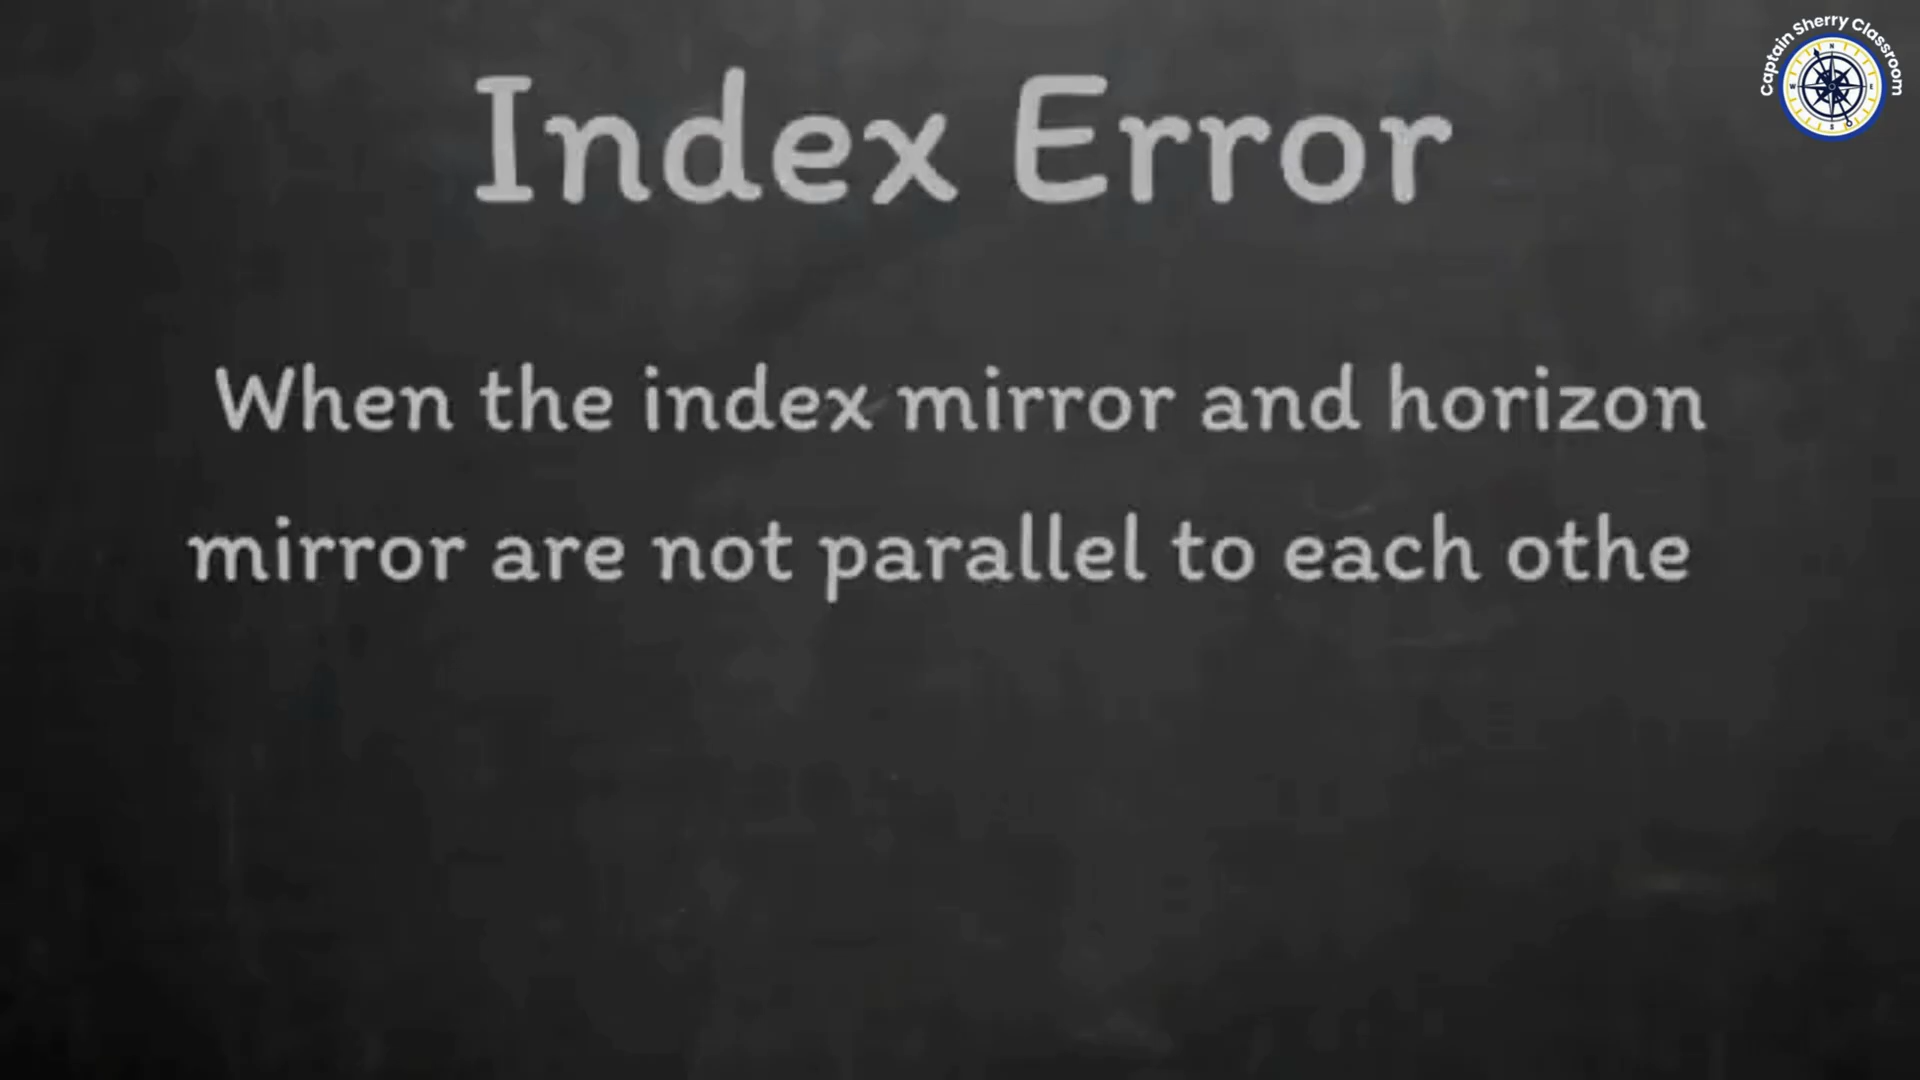 Captain Sherry Classroom
Index Error
When the index mirror and horizon
mirror are not parallel to each othe